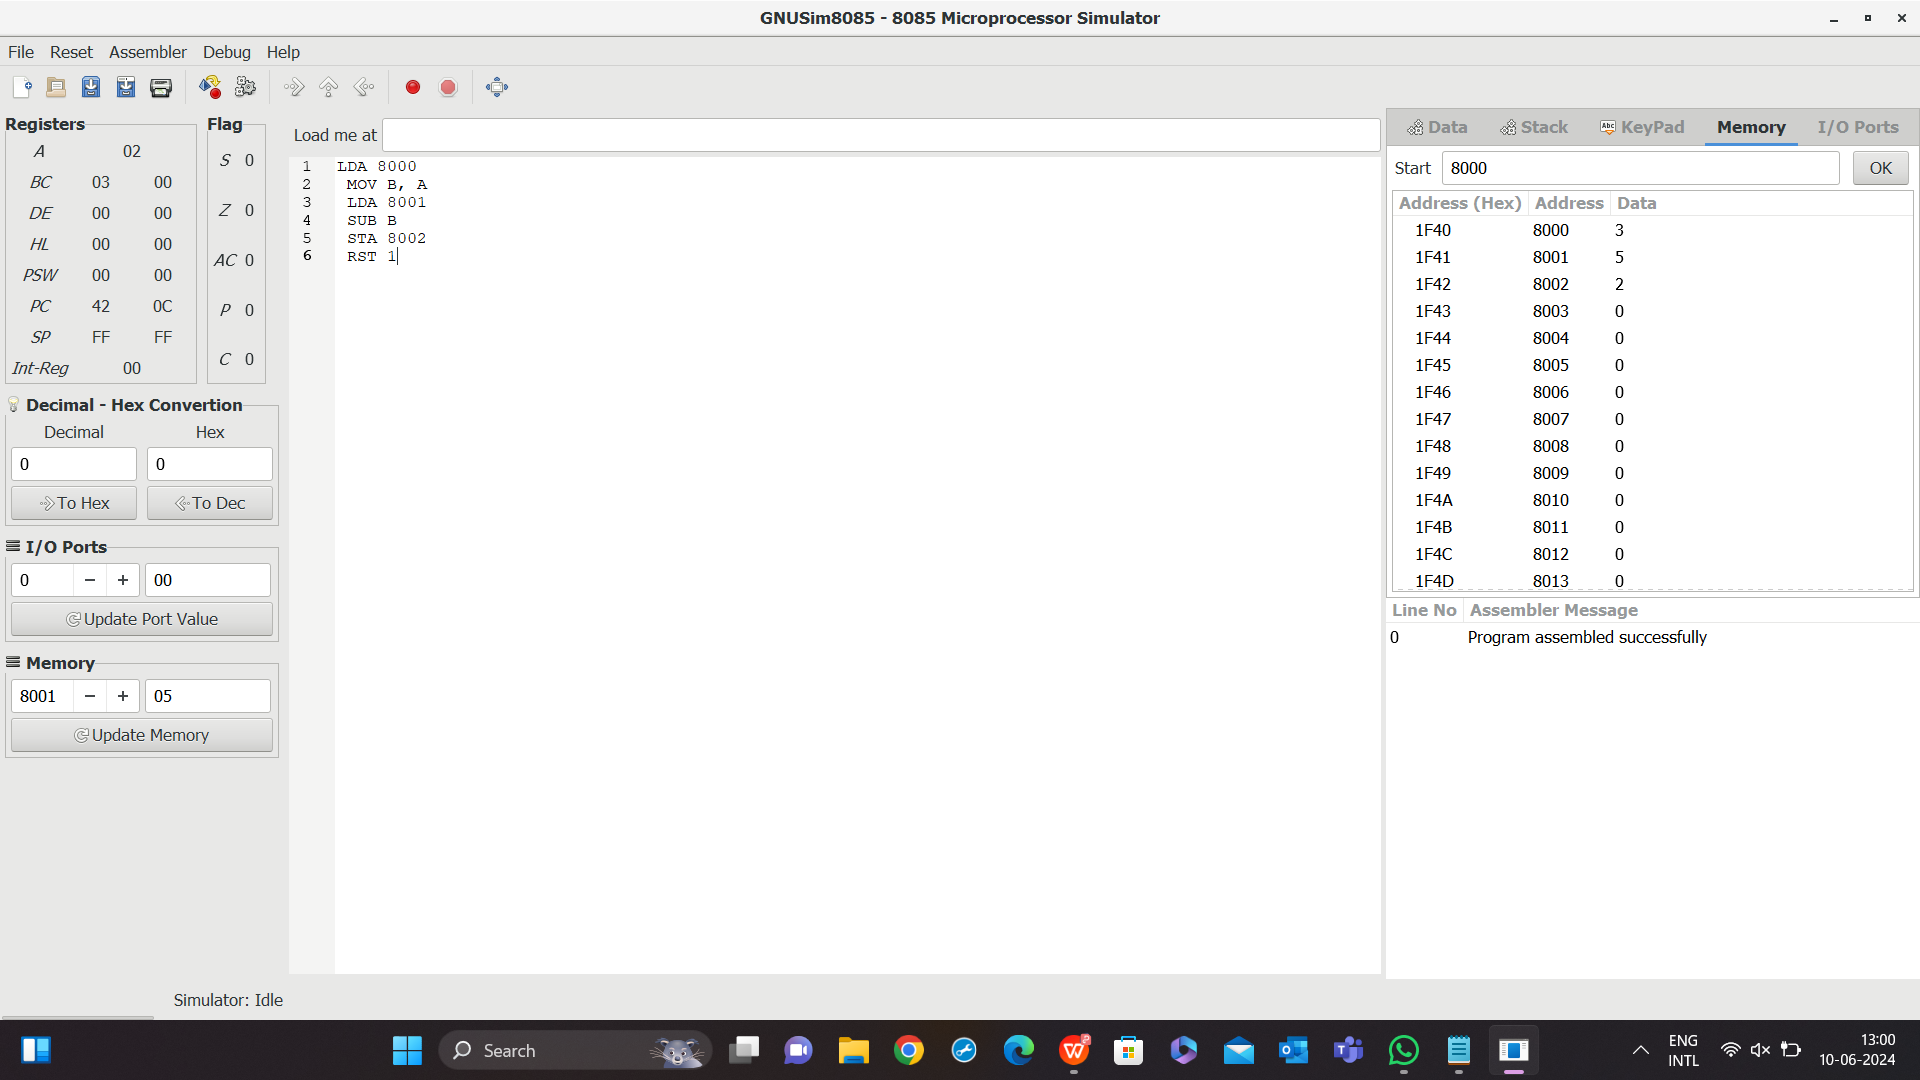 GNUSim8085 - 8085 Microprocessor Simulator
File Reset Assembler Debug Help
Registers
A 02
BC 03 00
DE 00 00
HL 00 00
PSW 00 00
PC 42 0C
SP FF FF
Int-Reg 00
Flag
S 0
Z 0
AC 0
P 0
C 0
Decimal - Hex Convertion
Decimal Hex
0 0
To Hex To Dec
I/O Ports
0 − + 00
Update Port Value
Memory
8001 − + 05
Update Memory
Load me at
1 LDA 8000
2 MOV B, A
3 LDA 8001
4 SUB B
5 STA 8002
6 RST 1
Data Stack Abc KeyPad Memory I/O Ports
Start 8000 OK
Address (Hex) Address Data
1F40 8000 3
1F41 8001 5
1F42 8002 2
1F43 8003 0
1F44 8004 0
1F45 8005 0
1F46 8006 0
1F47 8007 0
1F48 8008 0
1F49 8009 0
1F4A 8010 0
1F4B 8011 0
1F4C 8012 0
1F4D 8013 0
Line No Assembler Message
0 Program assembled successfully
Simulator: Idle
Search
ENG
INTL
13:00
10-06-2024